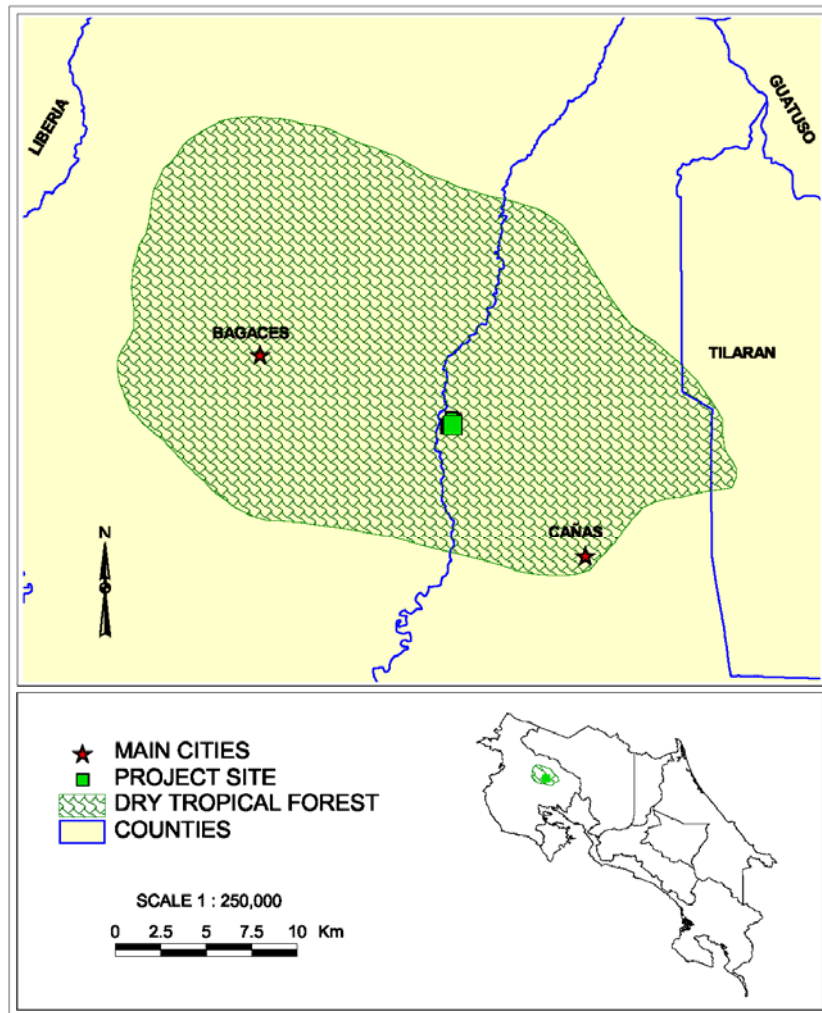 LIBERIA
GUATUSO
BAGACES
TILARAN
CAÑAS
N
MAIN CITIES
PROJECT SITE
DRY TROPICAL FOREST
COUNTIES
SCALE 1 : 250,000
0 2.5 5 7.5 10 Km